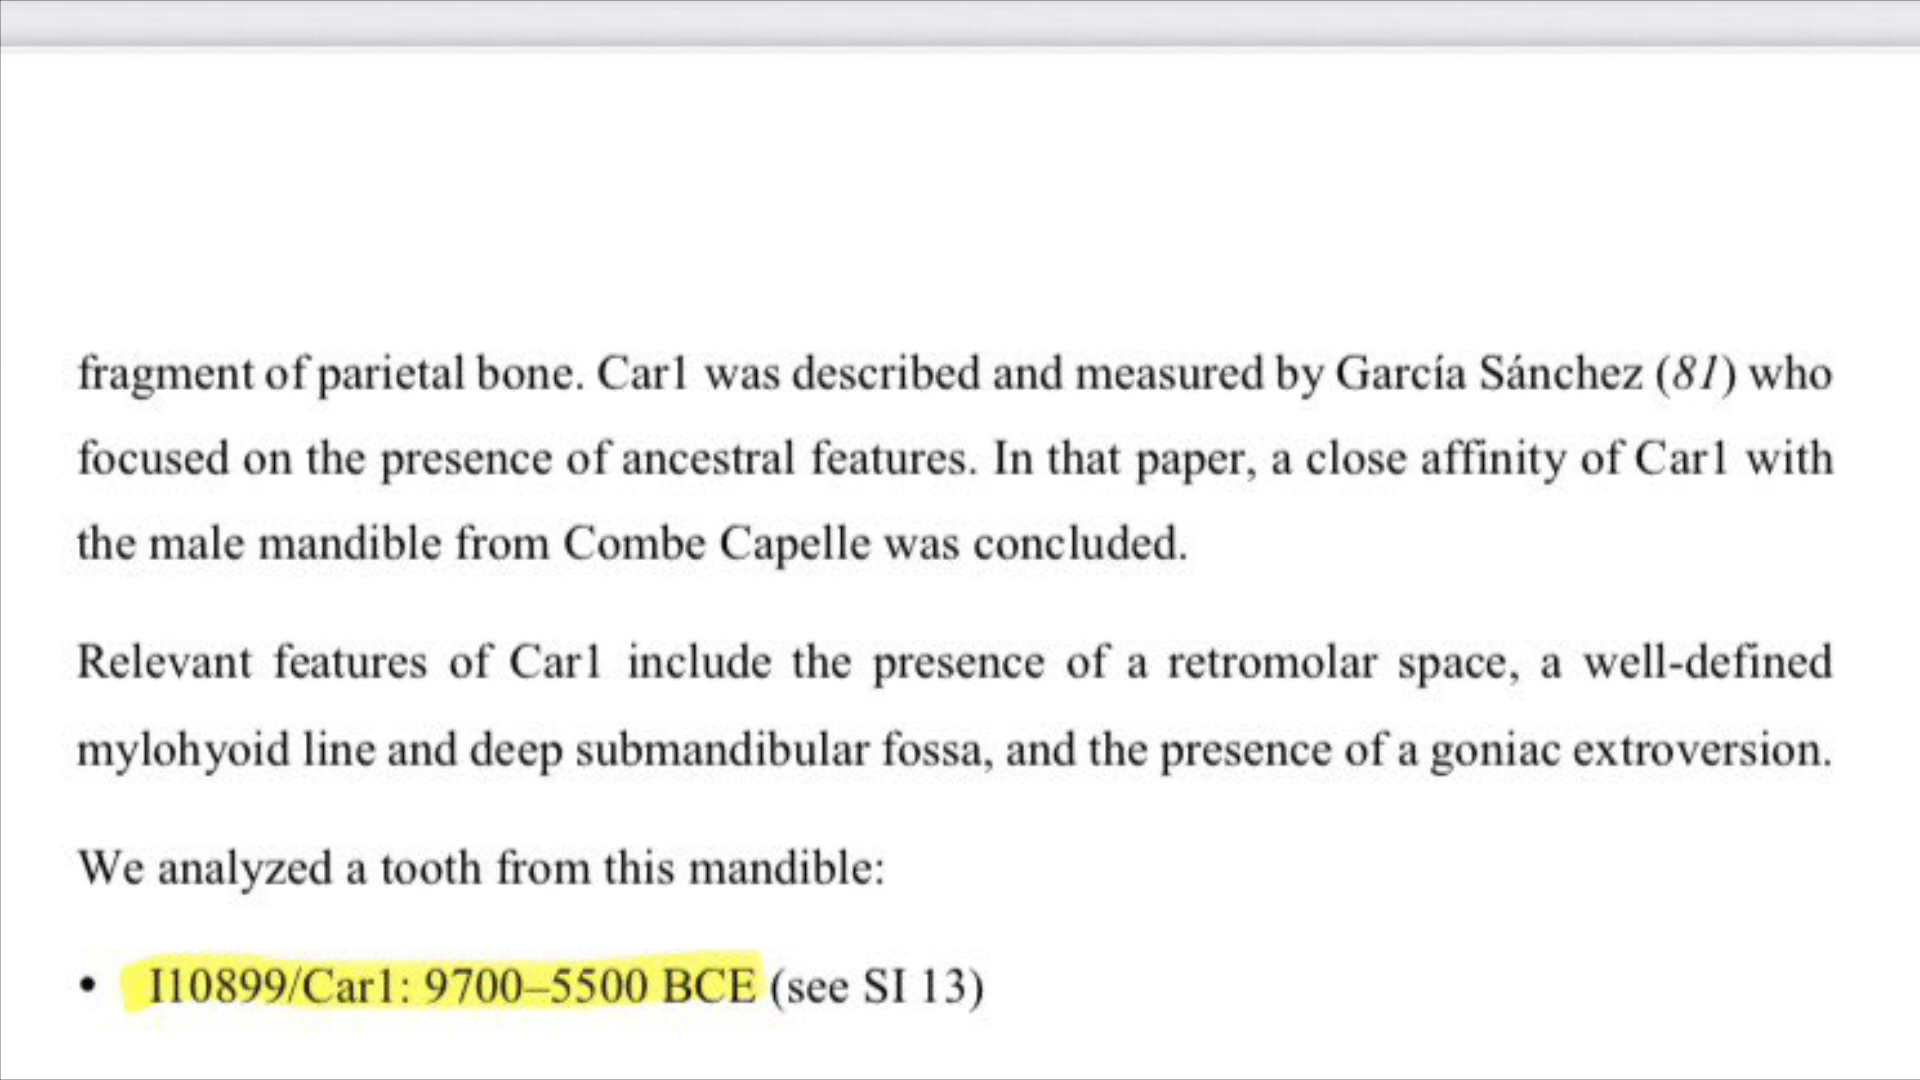 fragment of parietal bone. Car1 was described and measured by García Sánchez (81) who
focused on the presence of ancestral features. In that paper, a close affinity of Car1 with
the male mandible from Combe Capelle was concluded.
Relevant features of Car1 include the presence of a retromolar space, a well-defined
mylohyoid line and deep submandibular fossa, and the presence of a goniac extroversion.
We analyzed a tooth from this mandible:
• I10899/Car1: 9700–5500 BCE (see SI 13)